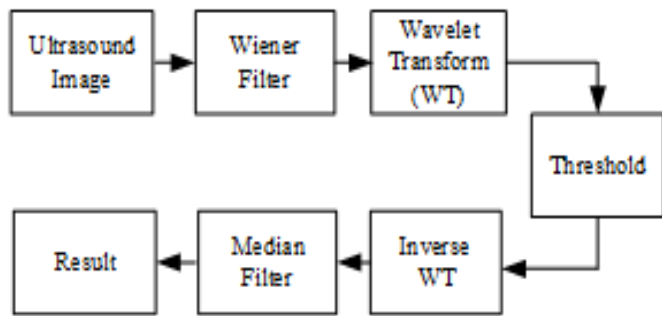 Ultrasound
Image
Wiener
Filter
Wavelet
Transform
(WT)
Threshold
Inverse
WT
Median
Filter
Result